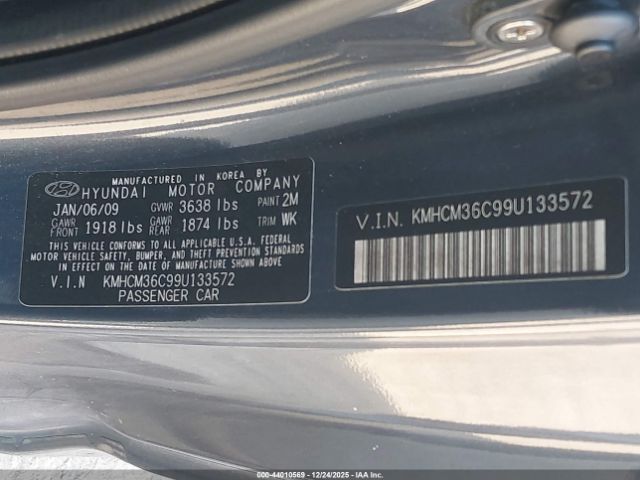 MANUFACTURED IN KOREA BY
HYUNDAI MOTOR COMPANY
JAN/06/09 GVWR 3638 lbs PAINT 2M
GAWR FRONT 1918 lbs GAWR REAR 1874 lbs TRIM WK
THIS VEHICLE CONFORMS TO ALL APPLICABLE U.S.A. FEDERAL
MOTOR VEHICLE SAFETY, BUMPER, AND THEFT PREVENTION STANDARDS
IN EFFECT ON THE DATE OF MANUFACTURE SHOWN ABOVE
V.I.N KMHCM36C99U133572
PASSENGER CAR
V.I.N. KMHCM36C99U133572
44010569 12/24/2025 IAA Inc.